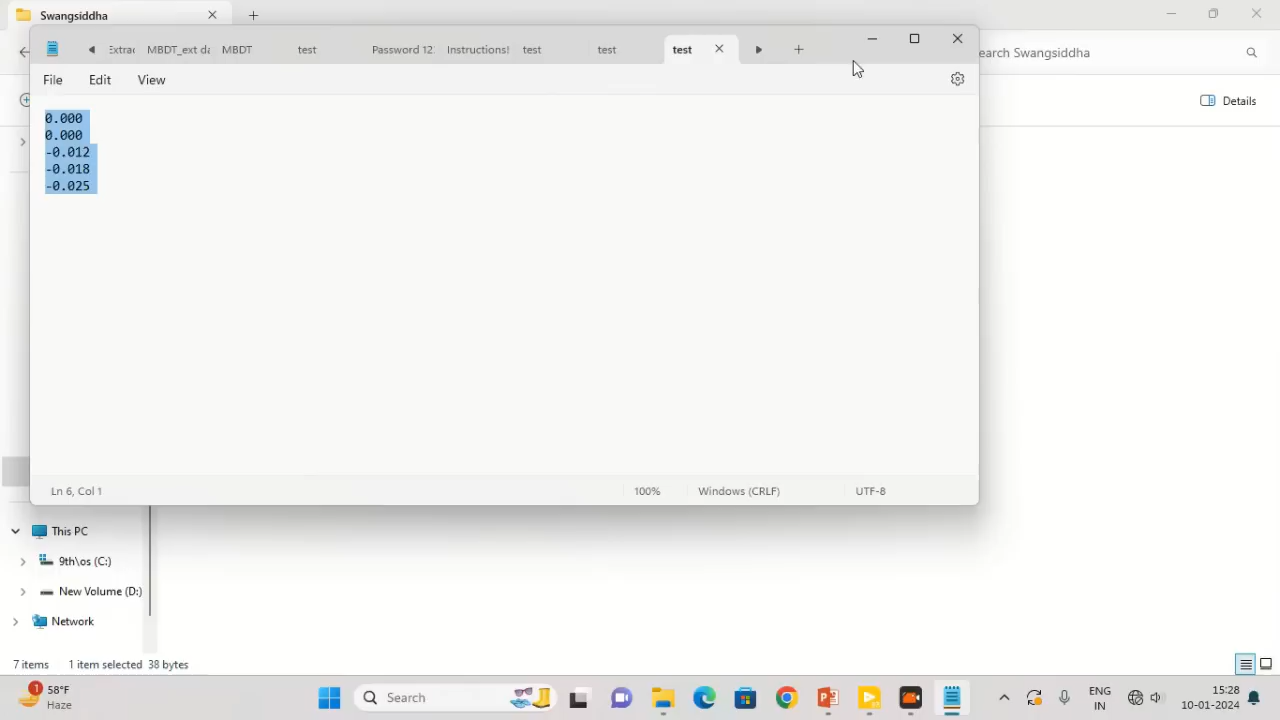 Swangsiddha
Extrac MBDT_ext da MBDT test Password 12 Instructions! test test test
earch Swangsiddha
File Edit View
Details
0.000
0.000
-0.012
-0.018
-0.025
Ln 6, Col 1 100% Windows (CRLF) UTF-8
This PC
9th\os (C:)
New Volume (D:)
Network
7 items 1 item selected 38 bytes
1 58°F
Haze
Search
ENG
IN
15:28
10-01-2024